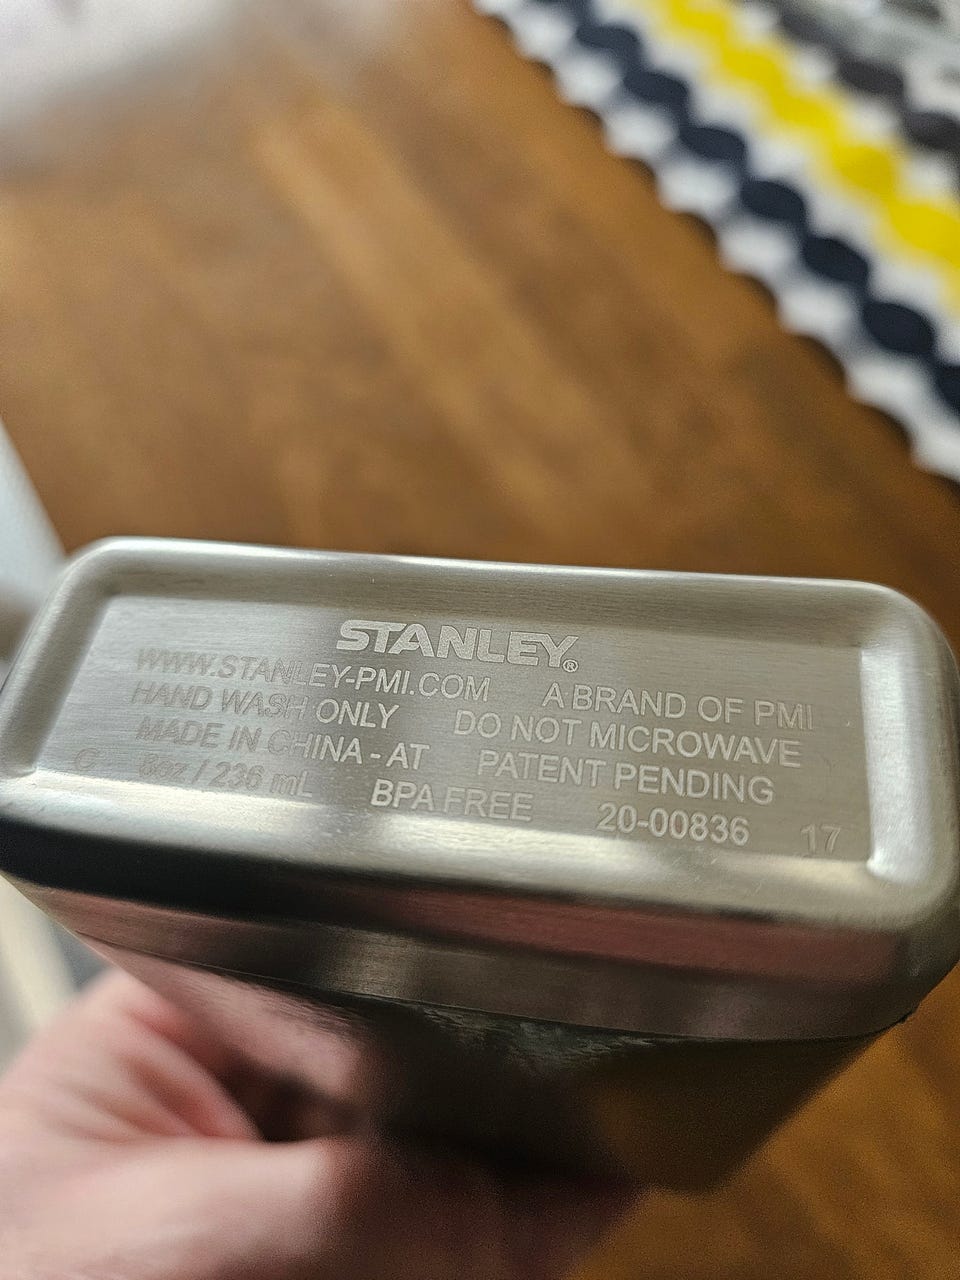 STANLEY®
WWW.STANLEY-PMI.COM A BRAND OF PMI
HAND WASH ONLY DO NOT MICROWAVE
MADE IN CHINA - AT PATENT PENDING
C 8oz / 236 mL BPA FREE 20-00836 17